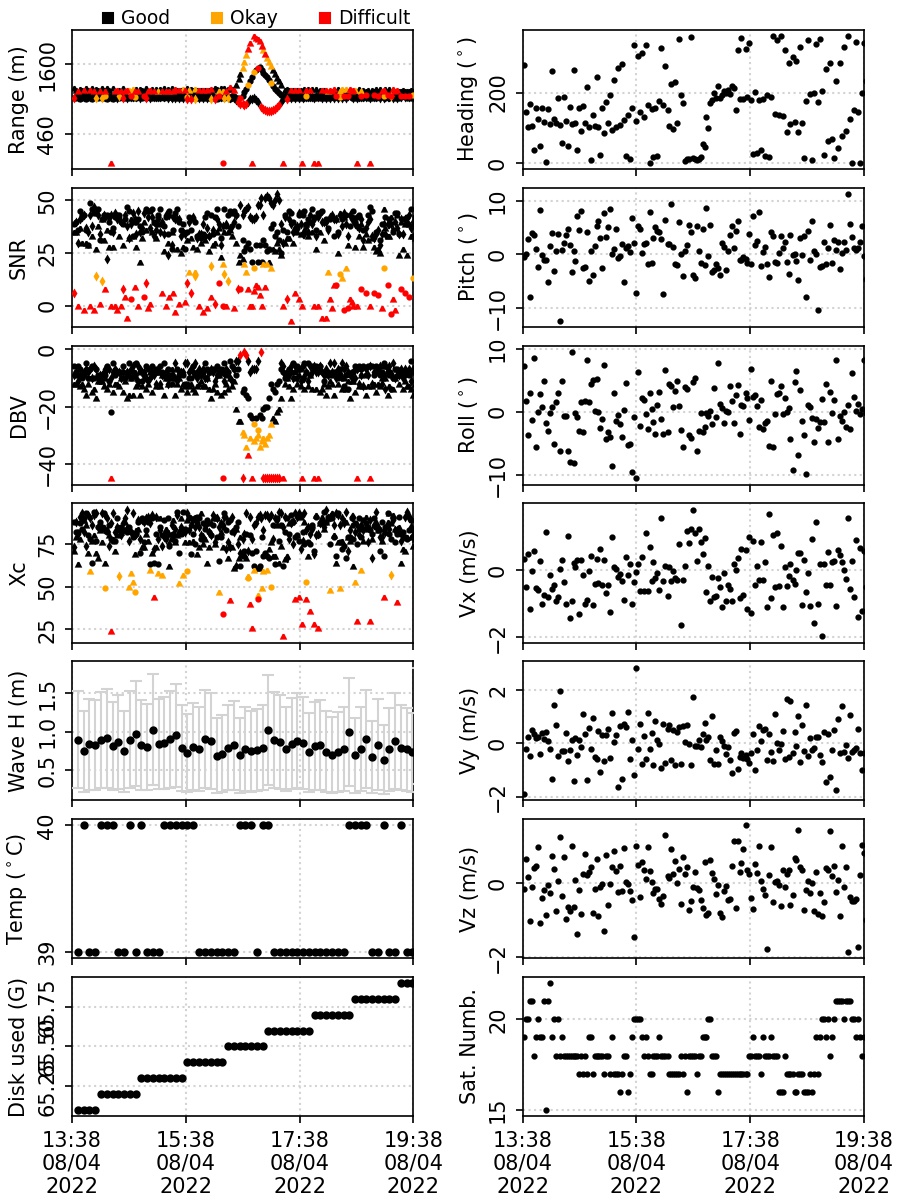 Good Okay Difficult
Range (m)
1600
460
Heading (°)
200
0
SNR
50
25
0
Pitch (°)
10
0
−10
DBV
0
−20
−40
Roll (°)
10
0
−10
Xc
75
50
25
Vx (m/s)
0
−2
Wave H (m)
1.5
1.0
0.5
Vy (m/s)
2
0
−2
Temp (°C)
40
39
Vz (m/s)
0
−2
Disk used (G)
Sat. Numb.
20
15
13:38 15:38 17:38 19:38 13:38 15:38 17:38 19:38
08/04 08/04 08/04 08/04 08/04 08/04 08/04 08/04
2022 2022 2022 2022 2022 2022 2022 2022